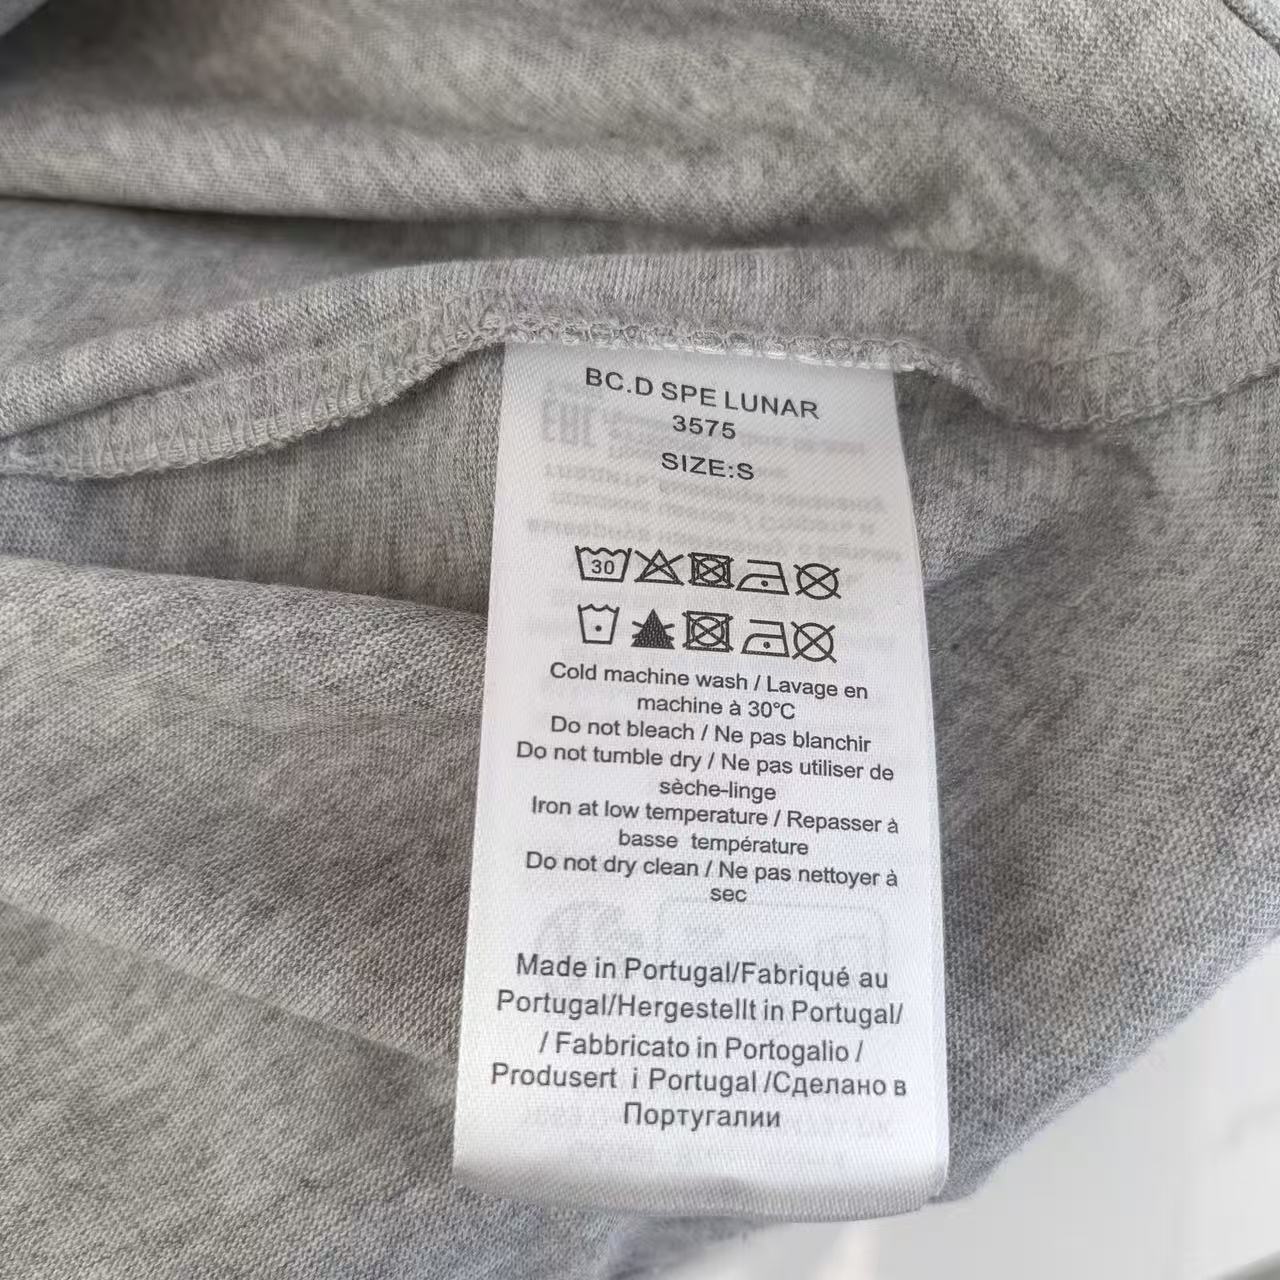 BC.D SPE LUNAR
3575
SIZE:S
30
Cold machine wash / Lavage en
machine à 30°C
Do not bleach / Ne pas blanchir
Do not tumble dry / Ne pas utiliser de
sèche-linge
Iron at low temperature / Repasser à
basse température
Do not dry clean / Ne pas nettoyer à
sec
Made in Portugal/Fabriqué au
Portugal/Hergestellt in Portugal/
/ Fabbricato in Portogalio /
Produsert i Portugal /Сделано в
Португалии